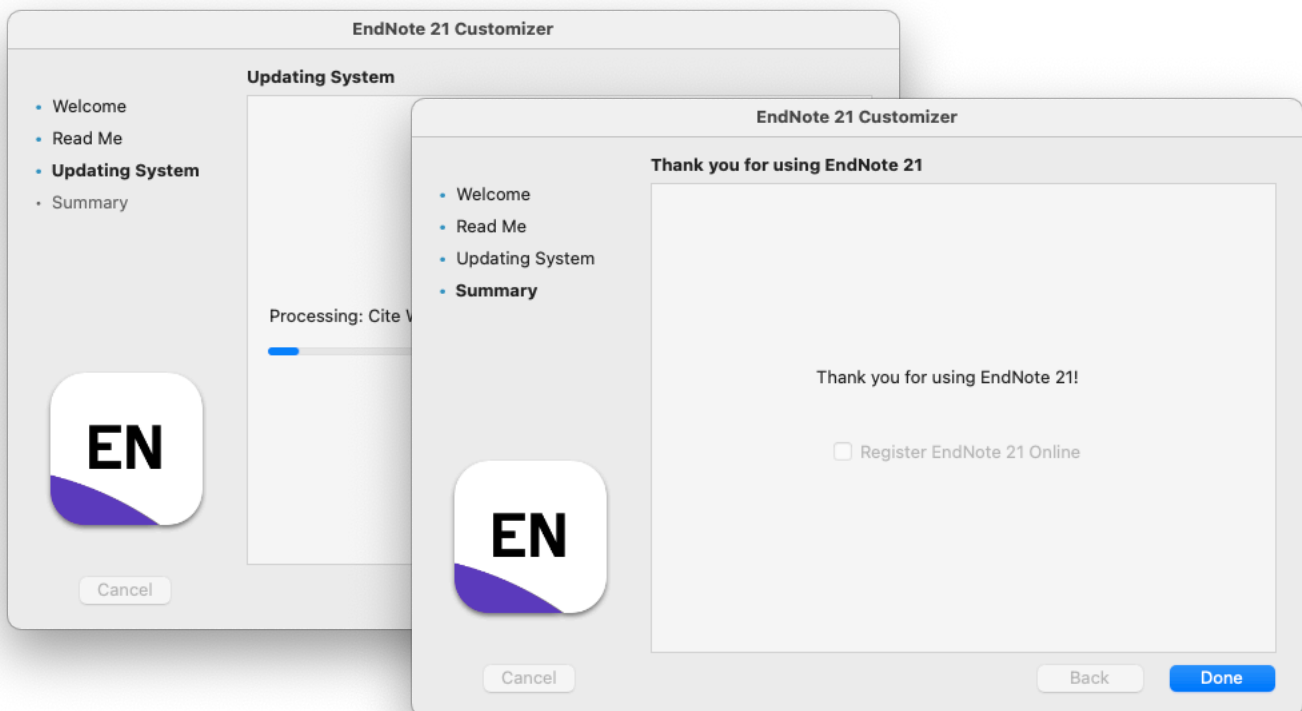 EndNote 21 Customizer
Updating System
Welcome
Read Me
Updating System
Summary
Processing: Cite
EN
Cancel
EndNote 21 Customizer
Thank you for using EndNote 21
Welcome
Read Me
Updating System
Summary
Thank you for using EndNote 21!
Register EndNote 21 Online
EN
Cancel
Back
Done